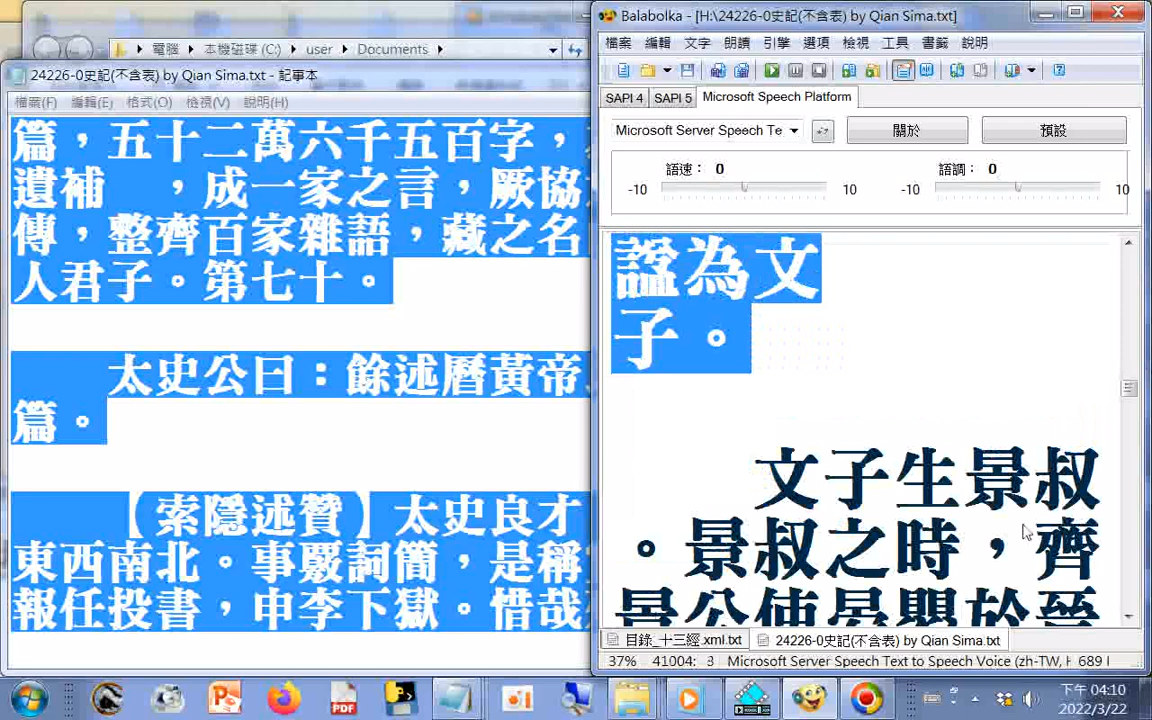 電腦 本機磁碟 (C:) user Documents
24226-0史記(不含表) by Qian Sima.txt - 記事本
檔案(F) 編輯(E) 格式(O) 檢視(V) 說明(H)
篇，五十二萬六千五百字，
遺補 ，成一家之言，厥協
傳，整齊百家雜語，藏之名
人君子。第七十。
太史公曰：餘述曆黃帝
篇。
【索隱述贊】太史良才
東西南北。事覈詞簡，是稱
報任投書，申李下獄。惜哉
Balabolka - [H:\24226-0史記(不含表) by Qian Sima.txt]
檔案 編輯 文字 朗讀 引擎 選項 檢視 工具 書籤 說明
SAPI 4 SAPI 5 Microsoft Speech Platform
Microsoft Server Speech Te 關於 預設
語速： 0 語調： 0
-10 10 -10 10
諡為文
子。
文子生景叔
。景叔之時，齊
景公使晏嬰於晉
目錄_十三經.xml.txt 24226-0史記(不含表) by Qian Sima txt
37% 41004: 3 Microsoft Server Speech Text to Speech Voice (zh-TW, 689
PDF
下午 04:10
2022/3/22